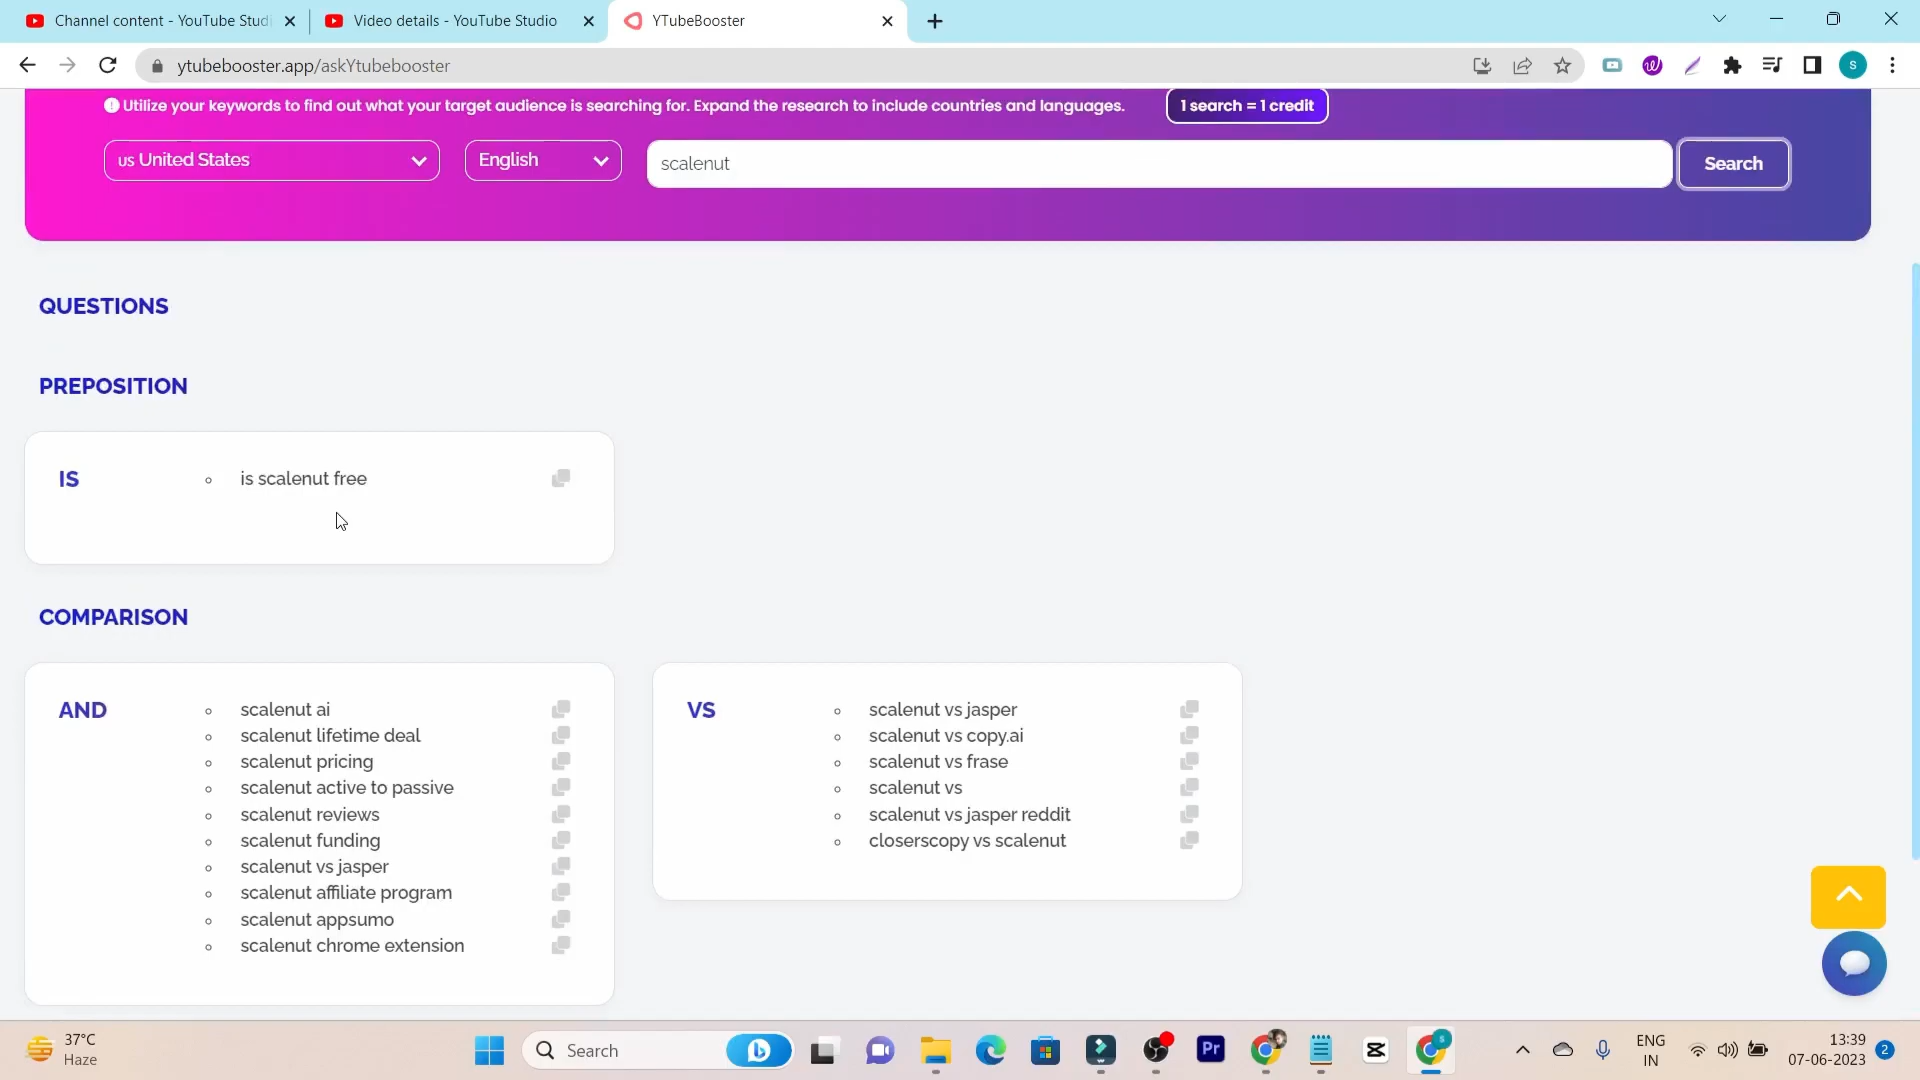 Channel content - YouTube Studi
Video details - YouTube Studio
YTubeBooster
ytubebooster.app/askYtubebooster
S
Utilize your keywords to find out what your target audience is searching for. Expand the research to include countries and languages.
1 search = 1 credit
US United States
English
scalenut
Search
QUESTIONS
PREPOSITION
IS
is scalenut free
COMPARISON
AND
scalenut ai
scalenut lifetime deal
scalenut pricing
scalenut active to passive
scalenut reviews
scalenut funding
scalenut vs jasper
scalenut affiliate program
scalenut appsumo
scalenut chrome extension
VS
scalenut vs jasper
scalenut vs copy.ai
scalenut vs frase
scalenut vs
scalenut vs jasper reddit
closerscopy vs scalenut
37°C
Haze
Search
Pr
ENG
IN
13:39
07-06-2023
2